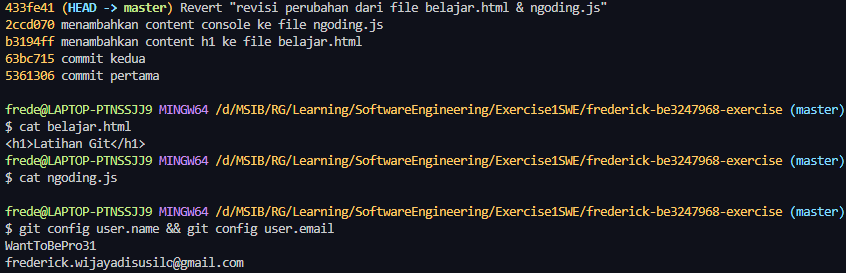 433fe41 (HEAD -> master) Revert "revisi perubahan dari file belajar.html & ngoding.js"
2ccd070 menambahkan content console ke file ngoding.js
b3194ff menambahkan content h1 ke file belajar.html
63bc715 commit kedua
5361306 commit pertama
frede@LAPTOP-PTNSSJJ9 MINGW64 /d/MSIB/RG/Learning/SoftwareEngineering/Exercise1SWE/frederick-be3247968-exercise (master)
$ cat belajar.html
<h1>Latihan Git</h1>
frede@LAPTOP-PTNSSJJ9 MINGW64 /d/MSIB/RG/Learning/SoftwareEngineering/Exercise1SWE/frederick-be3247968-exercise (master)
$ cat ngoding.js
frede@LAPTOP-PTNSSJJ9 MINGW64 /d/MSIB/RG/Learning/SoftwareEngineering/Exercise1SWE/frederick-be3247968-exercise (master)
$ git config user.name && git config user.email
WantToBePro31
frederick.wijayadisusilo@gmail.com